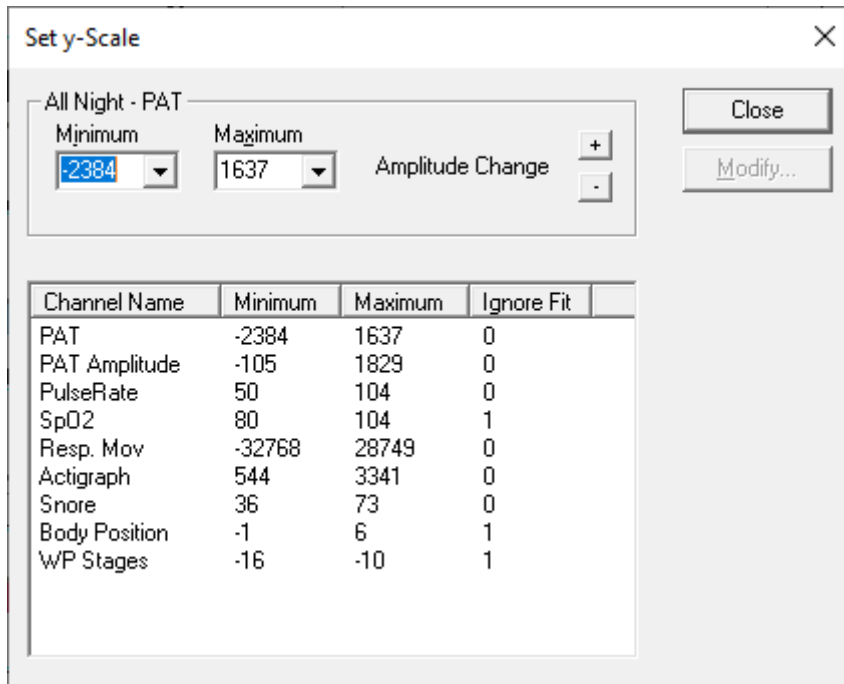 Set y-Scale
All Night - PAT
Minimum Maximum
-2384 1637 Amplitude Change + -
Close
Modify...
Channel Name Minimum Maximum Ignore Fit
PAT -2384 1637 0
PAT Amplitude -105 1829 0
PulseRate 50 104 0
SpO2 80 104 1
Resp. Mov -32768 28749 0
Actigraph 544 3341 0
Snore 36 73 0
Body Position -1 6 1
WP Stages -16 -10 1